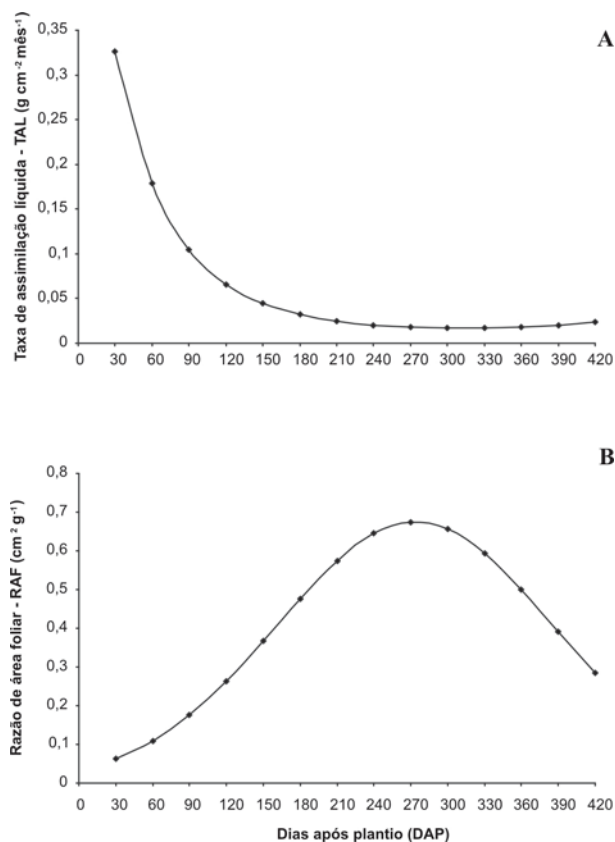 A
Taxa de assimilação líquida - TAL (g cm⁻² mês⁻¹)
0,35
0,3
0,25
0,2
0,15
0,1
0,05
0
0 30 60 90 120 150 180 210 240 270 300 330 360 390 420
B
Razão de área foliar - RAF (cm² g⁻¹)
0,8
0,7
0,6
0,5
0,4
0,3
0,2
0,1
0
0 30 60 90 120 150 180 210 240 270 300 330 360 390 420
Dias após plantio (DAP)